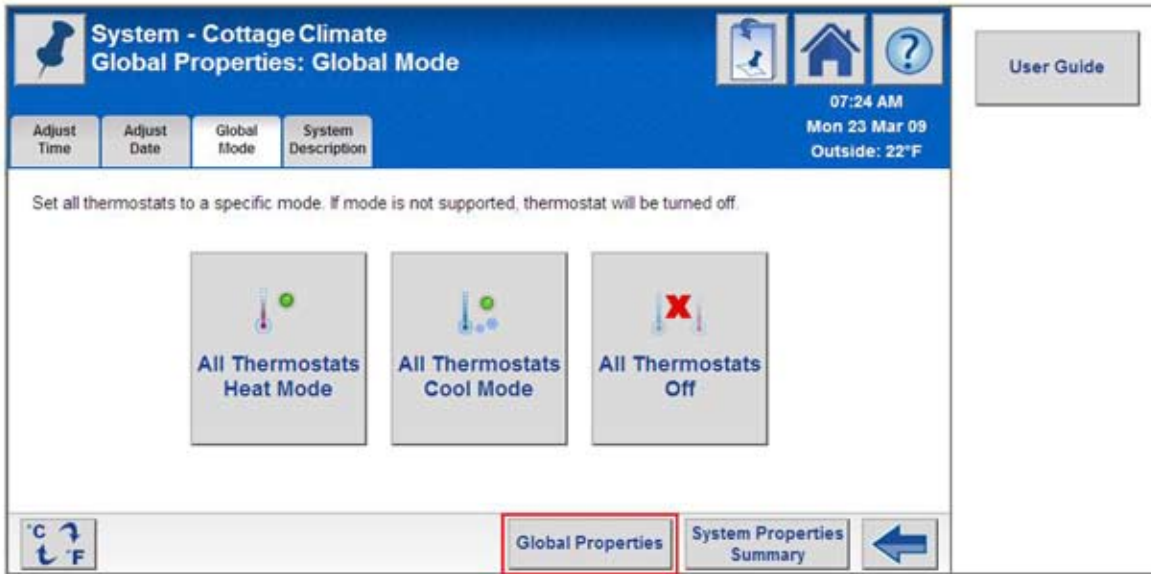 System - Cottage Climate
Global Properties: Global Mode
?
User Guide
07:24 AM
Mon 23 Mar 09
Outside: 22°F
Adjust
Time
Adjust
Date
Global
Mode
System
Description
Set all thermostats to a specific mode. If mode is not supported, thermostat will be turned off.
All Thermostats
Heat Mode
All Thermostats
Cool Mode
X
All Thermostats
Off
°C
°F
Global Properties
System Properties
Summary